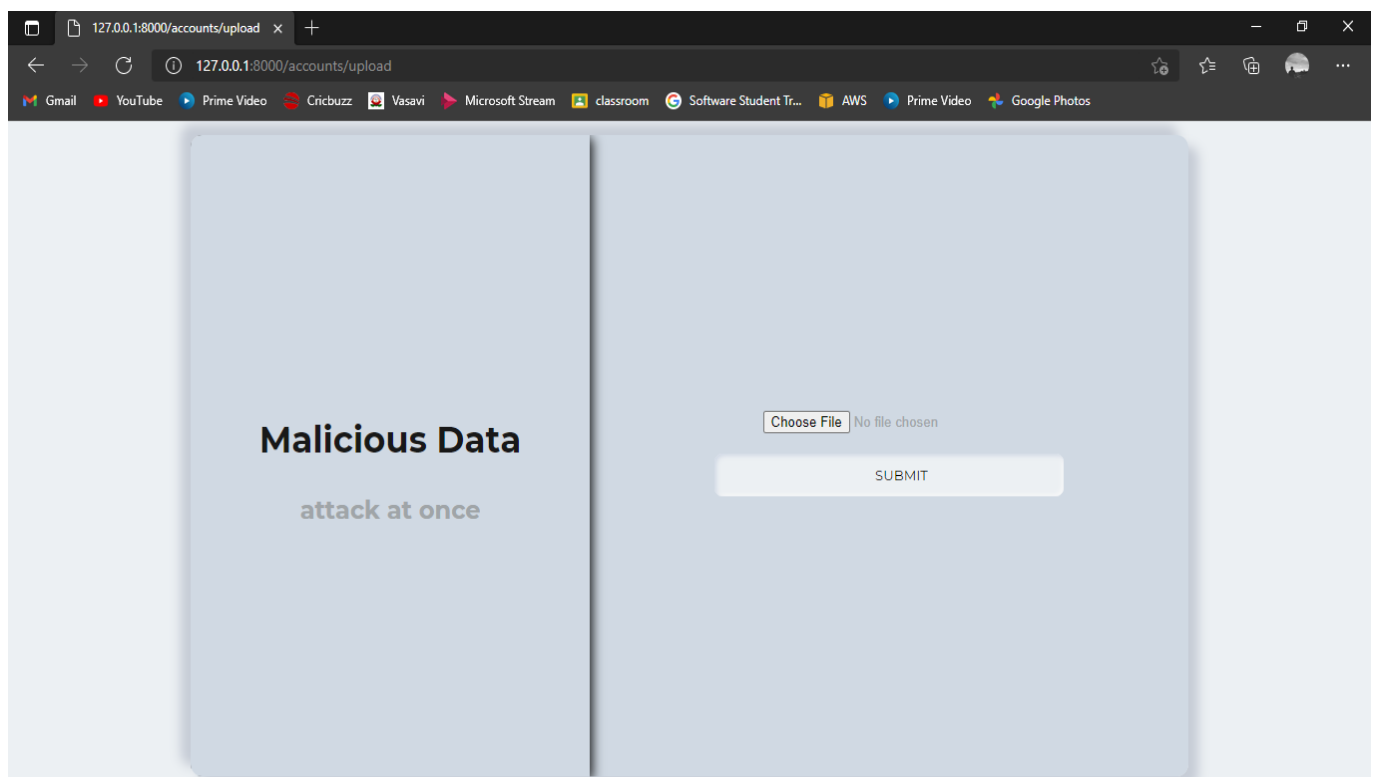 127.0.0.1:8000/accounts/upload
127.0.0.1:8000/accounts/upload
Gmail YouTube Prime Video Cricbuzz Vasavi Microsoft Stream classroom Software Student Tr... AWS Prime Video Google Photos
Malicious Data
attack at once
Choose File No file chosen
SUBMIT